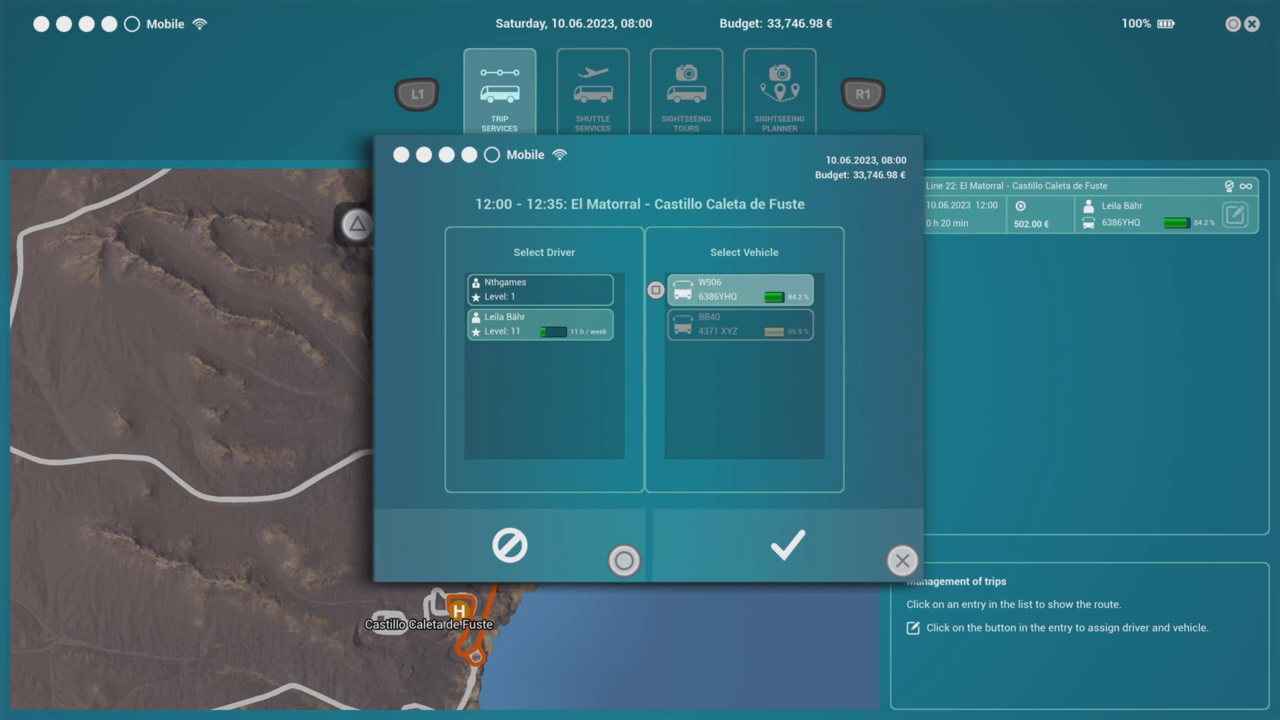 Mobile
Saturday, 10.06.2023, 08:00
Budget: 33,746.98 €
100%
L1
TRIP
SERVICES
SHUTTLE
SERVICES
SIGHTSEEING
TOURS
SIGHTSEEING
PLANNER
R1
Mobile
10.06.2023, 08:00
Budget: 33,746.98 €
12:00 - 12:35: El Matorral - Castillo Caleta de Fuste
Select Driver
Nthgames
Level: 1
Leila Bähr
Level: 11
11 h / week
Select Vehicle
W906
6386YHQ
84.2 %
BB40
4371 XYZ
95.9 %
Line 22: El Matorral - Castillo Caleta de Fuste
10.06.2023 12:00
0 h 20 min
502.00 €
Leila Bähr
6386YHQ
84.2 %
H
Castillo Caleta de Fuste
Management of trips
Click on an entry in the list to show the route.
Click on the button in the entry to assign driver and vehicle.